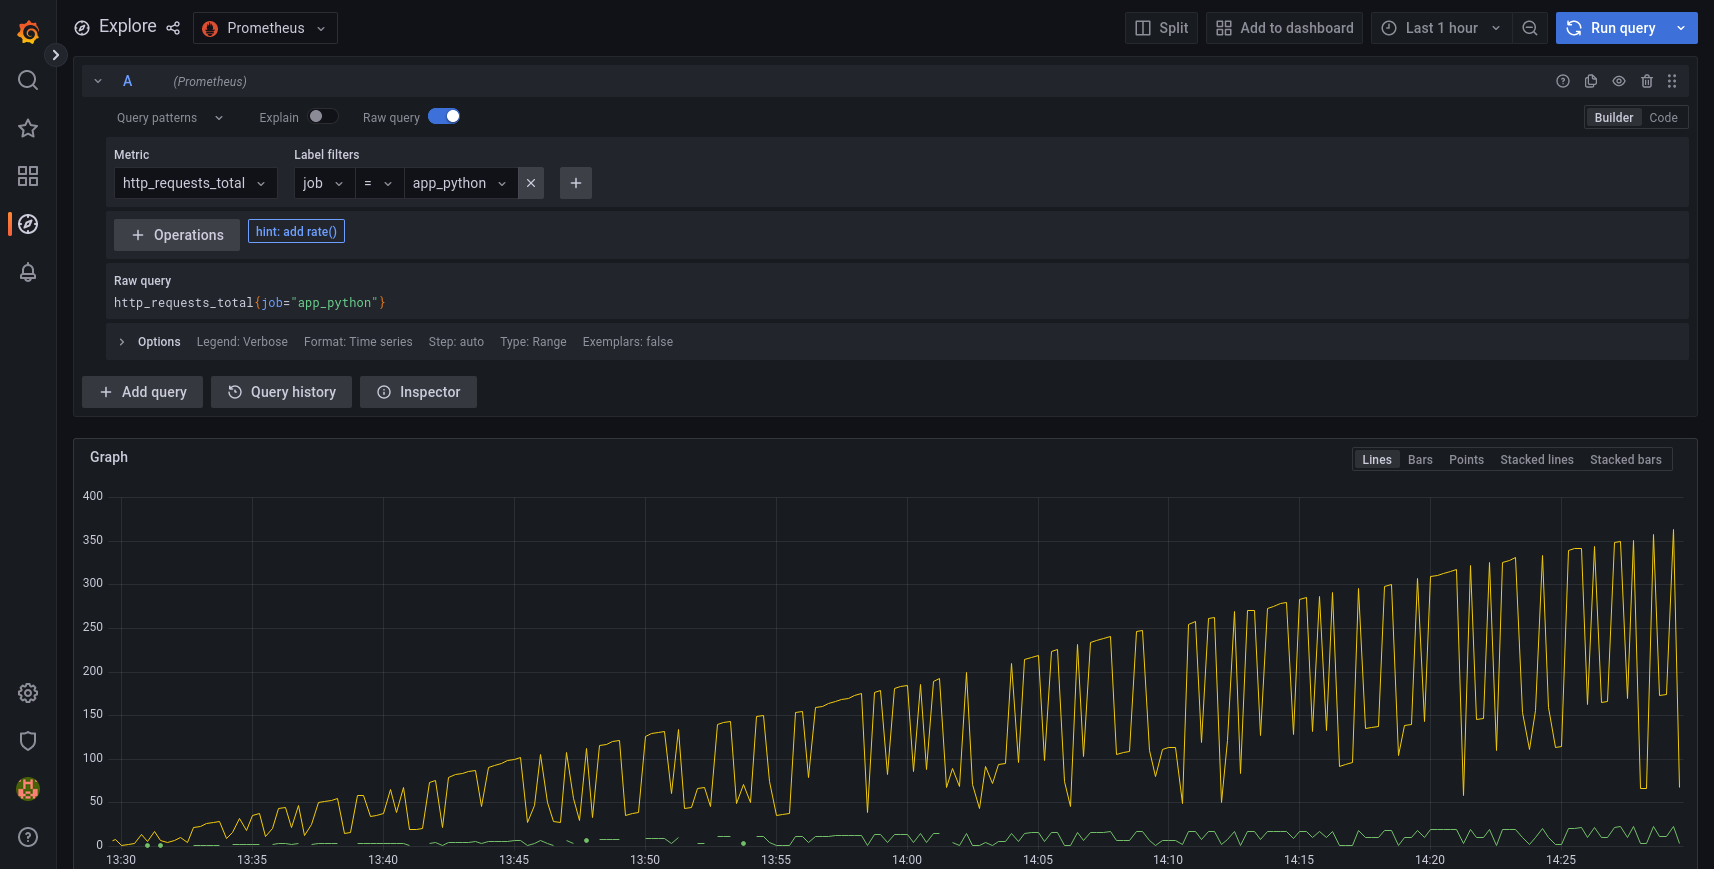 Explore
Prometheus
Split
Add to dashboard
Last 1 hour
Run query
A
(Prometheus)
Query patterns
Explain
Raw query
Builder
Code
Metric
Label filters
http_requests_total
job
=
app_python
+ Operations
hint: add rate()
Raw query
http_requests_total{job="app_python"}
Options
Legend: Verbose
Format: Time series
Step: auto
Type: Range
Exemplars: false
+ Add query
Query history
Inspector
Graph
Lines
Bars
Points
Stacked lines
Stacked bars
400
350
300
250
200
150
100
50
0
13:30
13:35
13:40
13:45
13:50
13:55
14:00
14:05
14:10
14:15
14:20
14:25